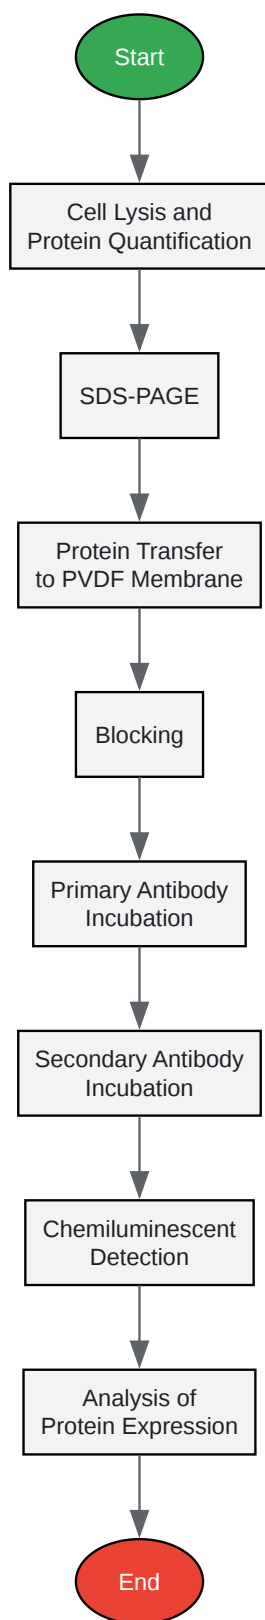 Start
Cell Lysis and
Protein Quantification
SDS-PAGE
Protein Transfer
to PVDF Membrane
Blocking
Primary Antibody
Incubation
Secondary Antibody
Incubation
Chemiluminescent
Detection
Analysis of
Protein Expression
End